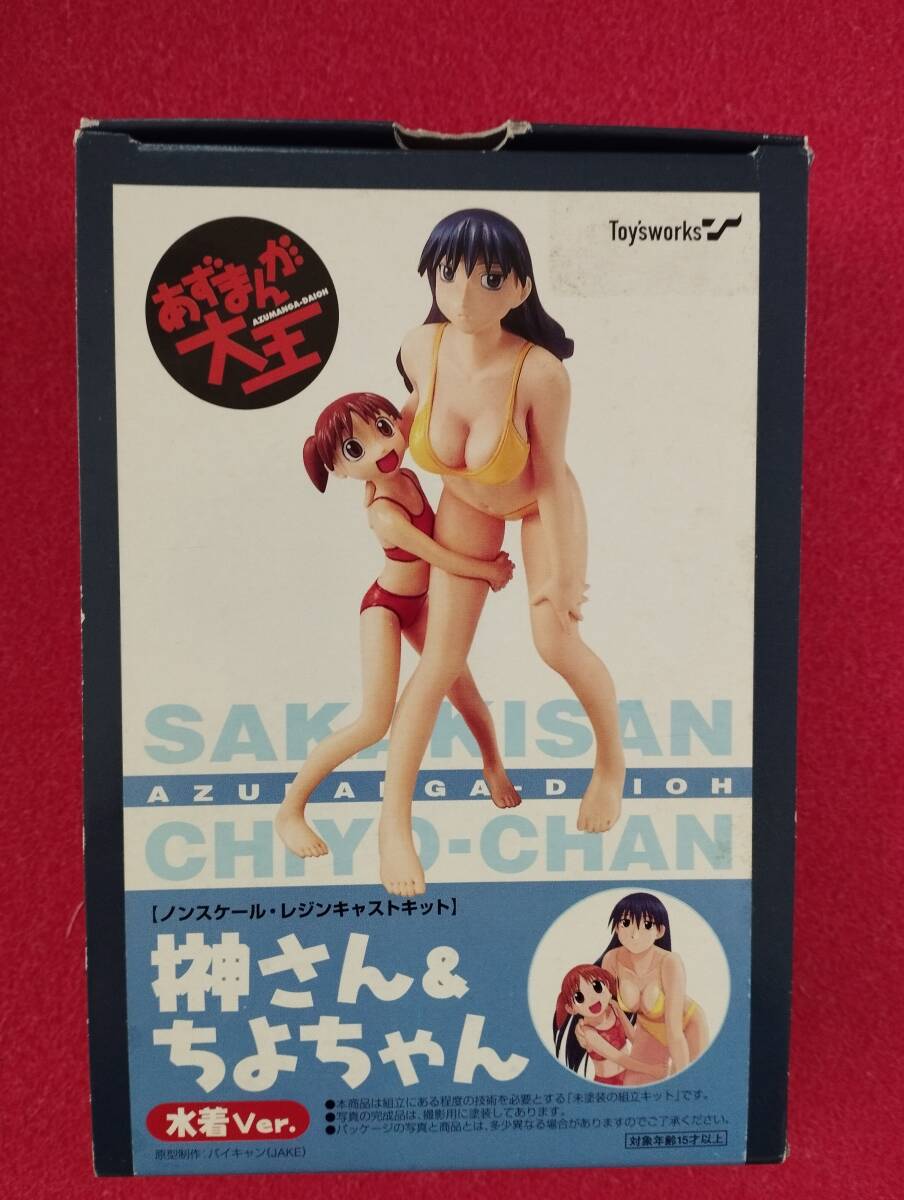 あずまんが
AZUMANGA-DAIOH
大王
Toy'sworks
SAKAKISAN
AZUMANGA-DAIOH
CHIYO-CHAN
【ノンスケール・レジンキャストキット】
榊さん&
ちよちゃん
水着Ver.
●本商品は組立にある程度の技術を必要とする「未塗装の組立キット」です。
●写真の完成品は、撮影用に塗装してあります。
●パッケージの写真と商品とは、多少異なる場合がありますのでご了承ください。
原型制作:バイキャン(JAKE)
対象年齢15才以上